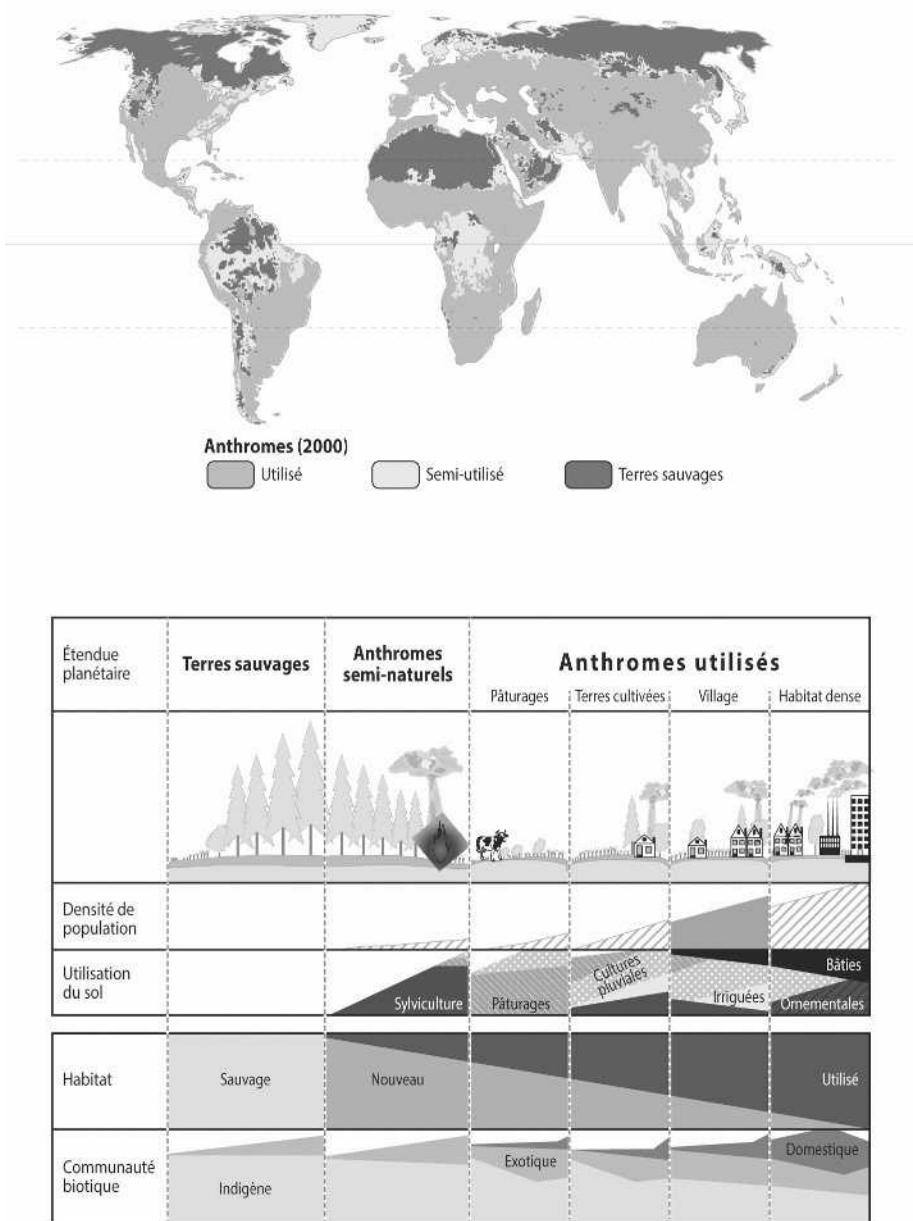 Anthromes (2000)
Utilisé
Semi-utilisé
Terres sauvages
Étendue
planétaire
Terres sauvages
Anthromes
semi-naturels
Anthromes utilisés
Pâturages
Terres cultivées
Village
Habitat dense
Densité de
population
Utilisation
du sol
Sylviculture
Pâturages
Cultures
pluviales
Irriguées
Bâties
Ornementales
Habitat
Sauvage
Nouveau
Utilisé
Communauté
biotique
Indigène
Exotique
Domestique